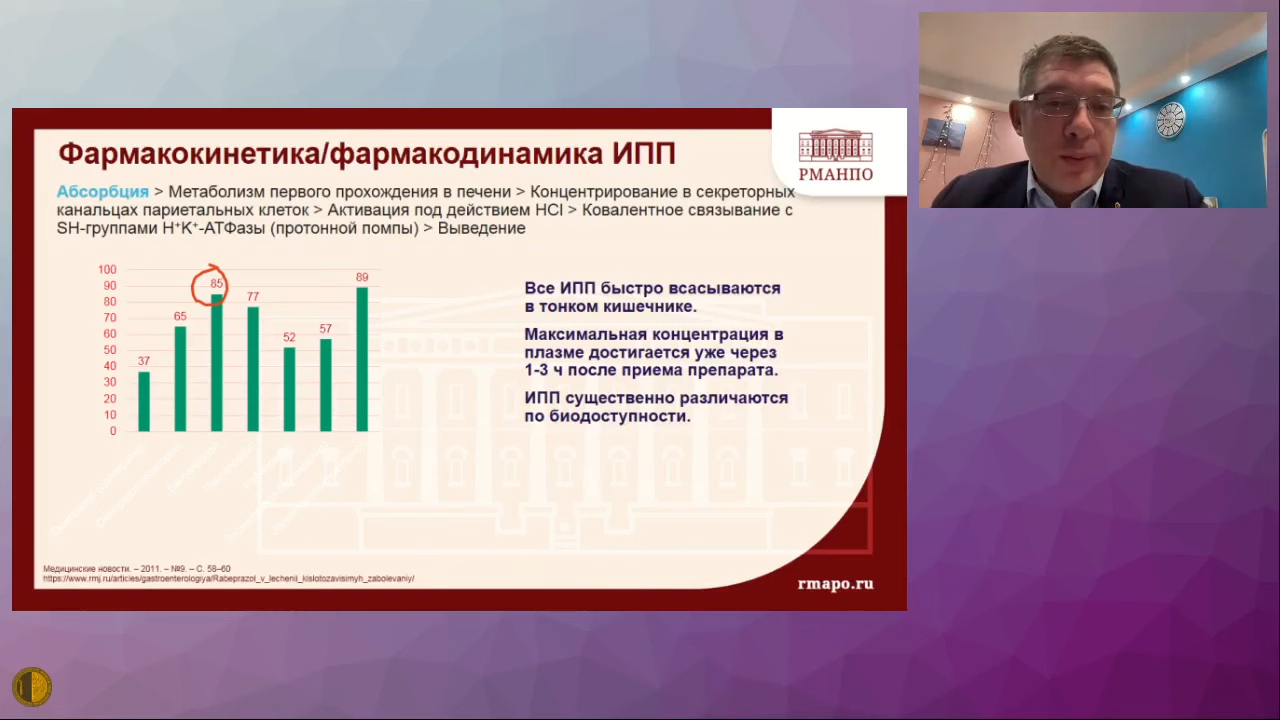 Фармакокинетика/фармакодинамика ИПП
РМАНПО
Абсорбция > Метаболизм первого прохождения в печени > Концентрирование в секреторных
канальцах париетальных клеток > Активация под действием HCl > Ковалентное связывание с
SH-группами H⁺K⁺-АТФазы (протонной помпы) > Выведение
100
90
80
70
60
50
40
30
20
10
0
37
65
85
77
52
57
89
Все ИПП быстро всасываются
в тонком кишечнике.
Максимальная концентрация в
плазме достигается уже через
1-3 ч после приема препарата.
ИПП существенно различаются
по биодоступности.
Медицинские новости. – 2011. – №9. – С. 58–60
https://www.rmj.ru/articles/gastroenterologiya/Rabeprazol_v_lechenii_kislotozavisimyh_zabolevaniy/
rmapo.ru